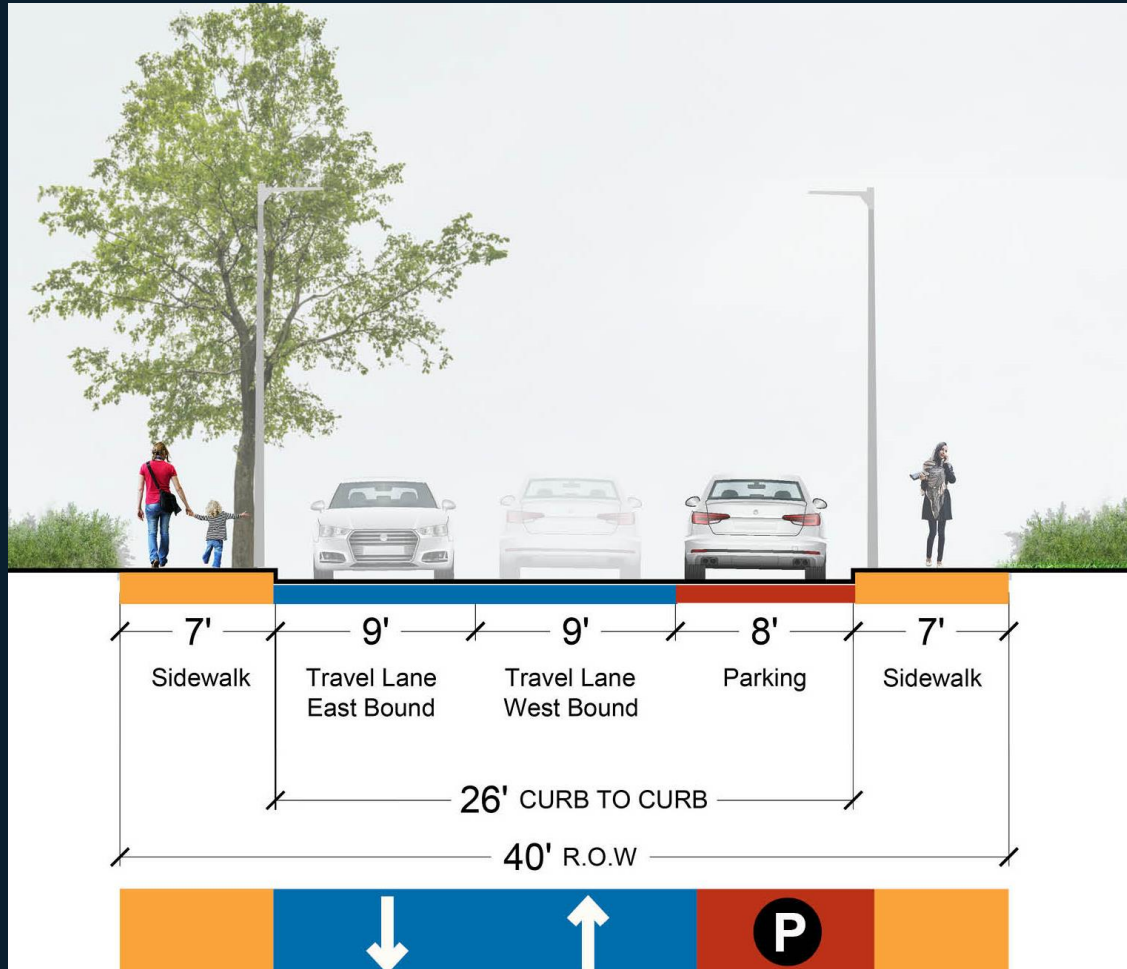 7' 9' 9' 8' 7'
Sidewalk Travel Lane East Bound Travel Lane West Bound Parking Sidewalk
26' CURB TO CURB
40' R.O.W
P